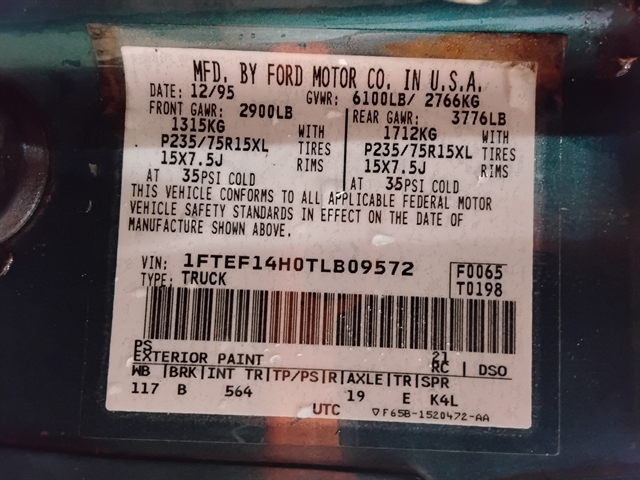 MFD. BY FORD MOTOR CO. IN U.S.A.
DATE: 12/95 GVWR: 6100LB/ 2766KG
FRONT GAWR: 2900LB REAR GAWR: 3776LB
1315KG WITH 1712KG WITH
P235/75R15XL TIRES P235/75R15XL TIRES
15X7.5J RIMS 15X7.5J RIMS
AT 35PSI COLD AT 35PSI COLD
THIS VEHICLE CONFORMS TO ALL APPLICABLE FEDERAL MOTOR
VEHICLE SAFETY STANDARDS IN EFFECT ON THE DATE OF
MANUFACTURE SHOWN ABOVE.
VIN: 1FTEF14H0TLB09572 F0065
TYPE: TRUCK T0198
PS 21
EXTERIOR PAINT RC DSO
WB BRK INT TR TP/PS R AXLE TR SPR
117 B 564 19 E K4L
UTC ▽F65B-1520472-AA